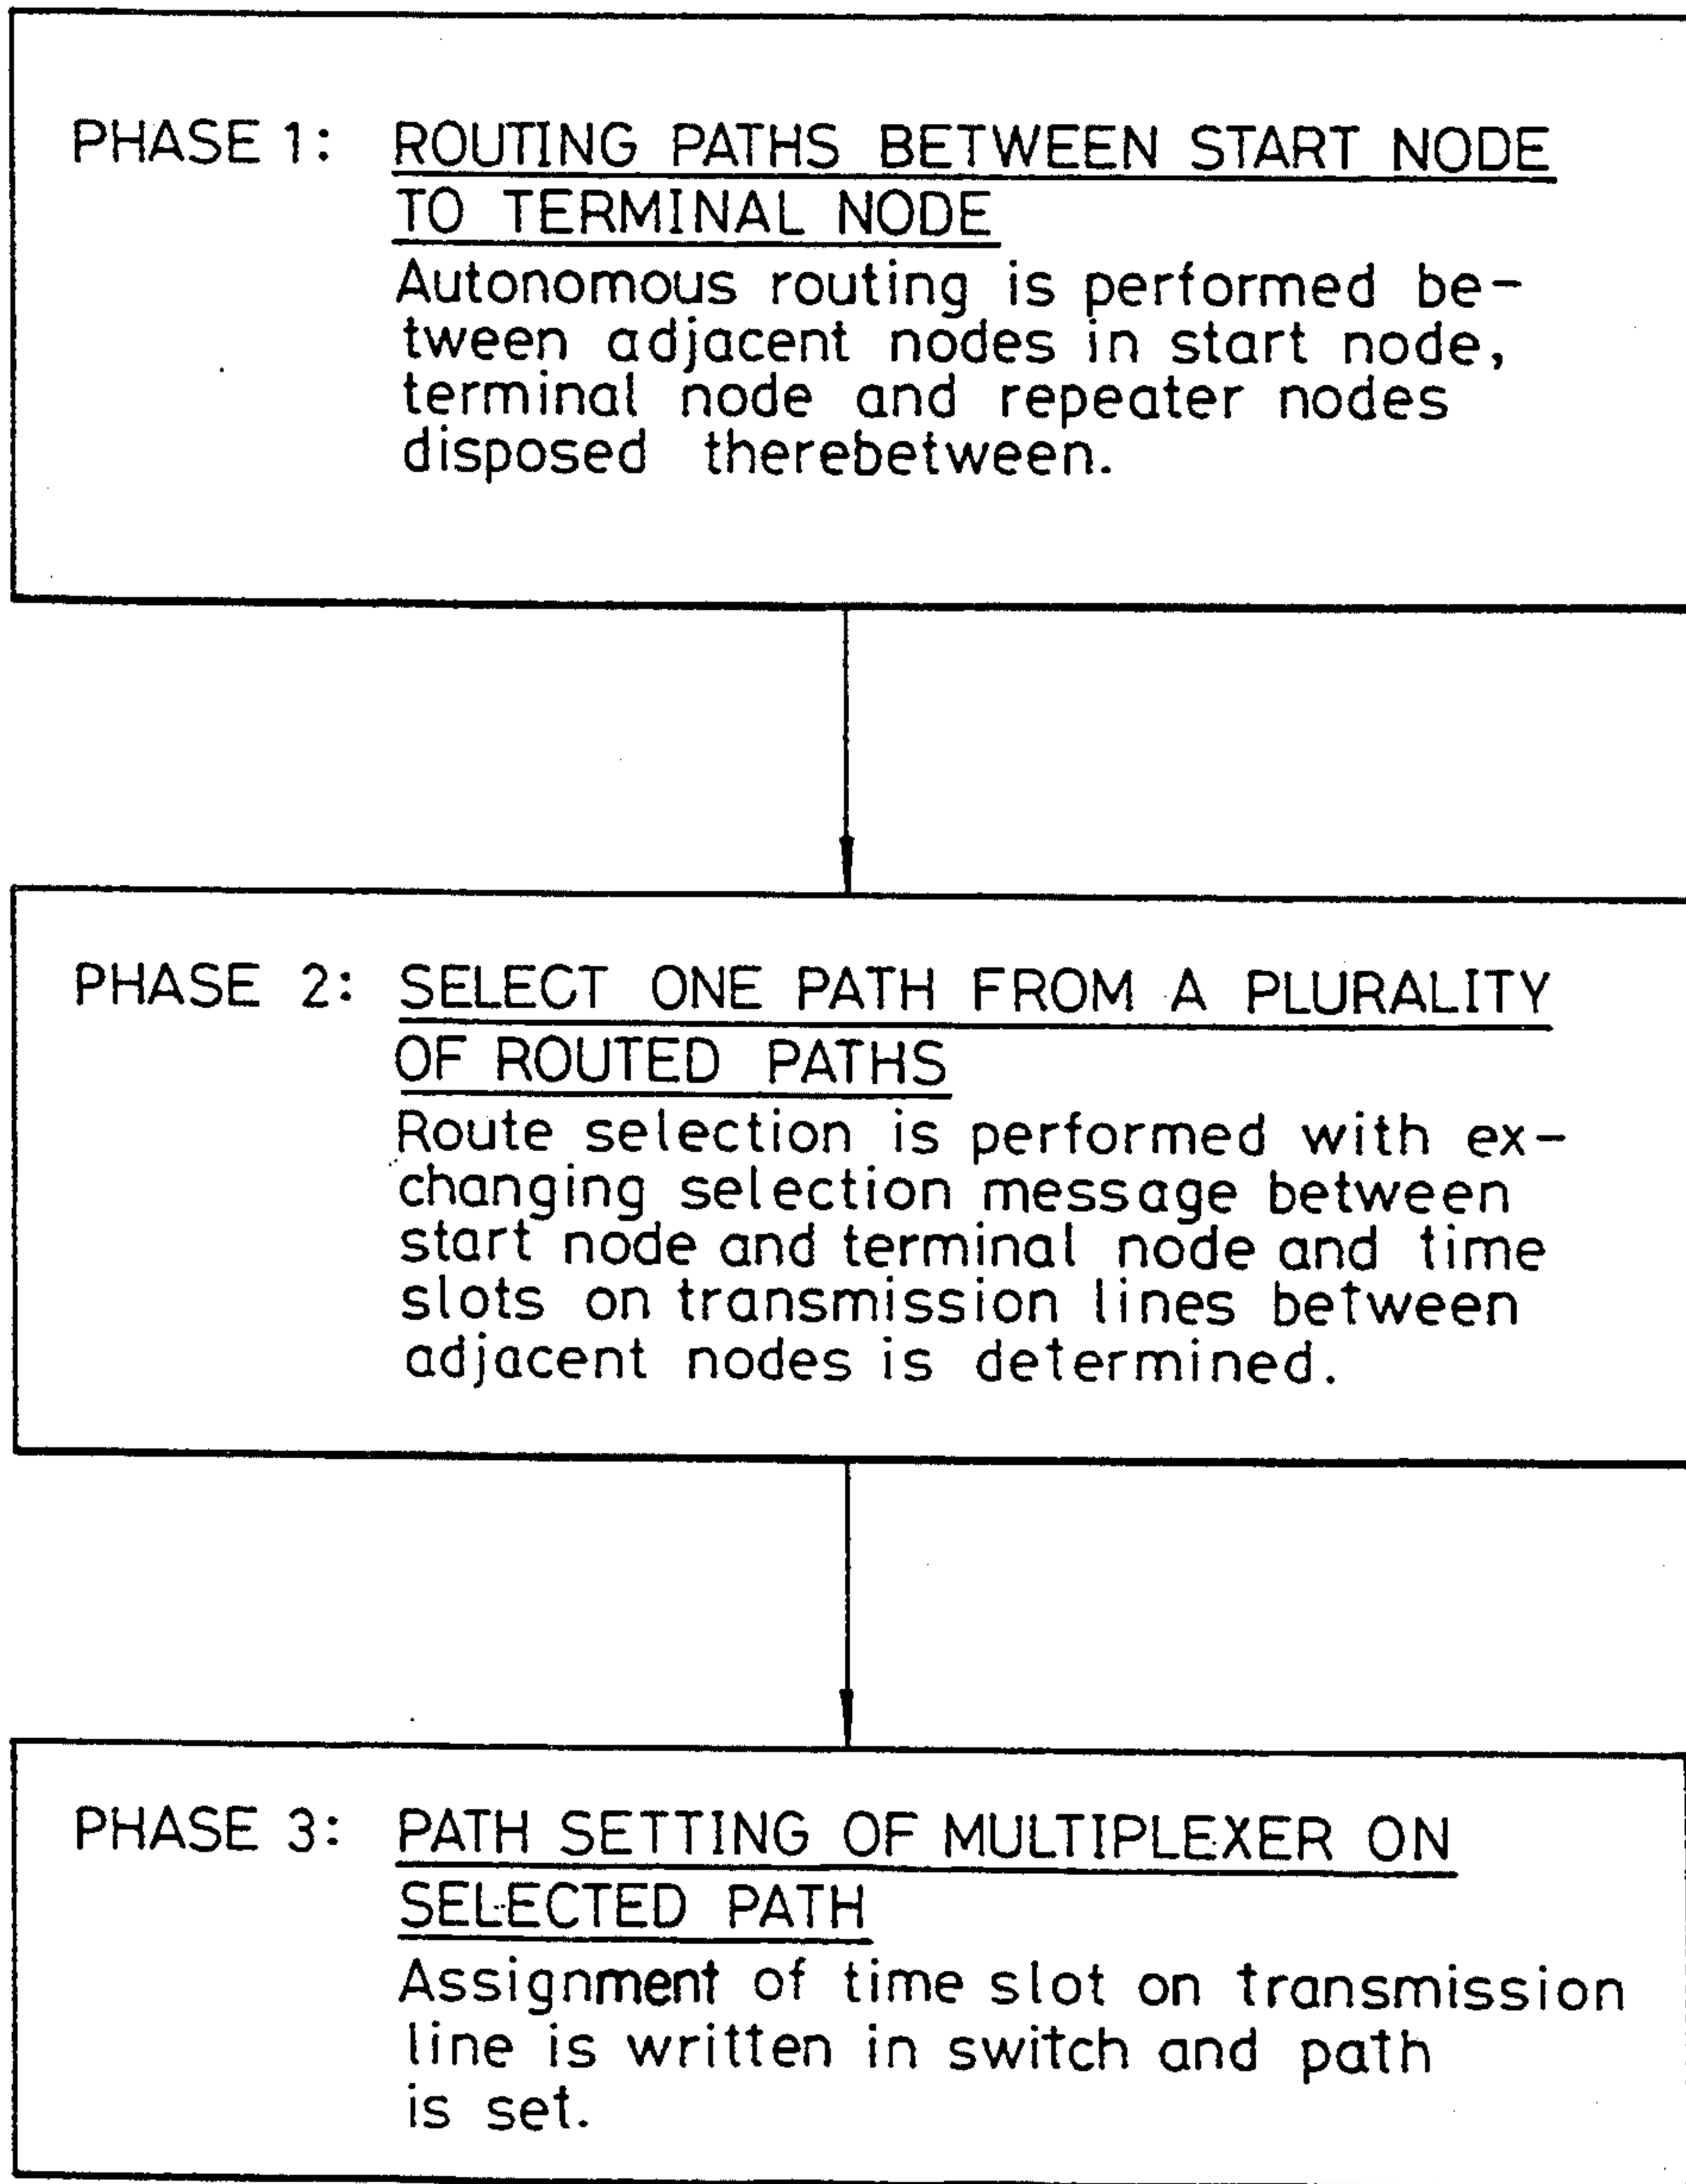 PHASE 1: ROUTING PATHS BETWEEN START NODE
TO TERMINAL NODE
Autonomous routing is performed be-
tween adjacent nodes in start node,
terminal node and repeater nodes
disposed therebetween.
PHASE 2: SELECT ONE PATH FROM A PLURALITY
OF ROUTED PATHS
Route selection is performed with ex-
changing selection message between
start node and terminal node and time
slots on transmission lines between
adjacent nodes is determined.
PHASE 3: PATH SETTING OF MULTIPLEXER ON
SELECTED PATH
Assignment of time slot on transmission
line is written in switch and path
is set.